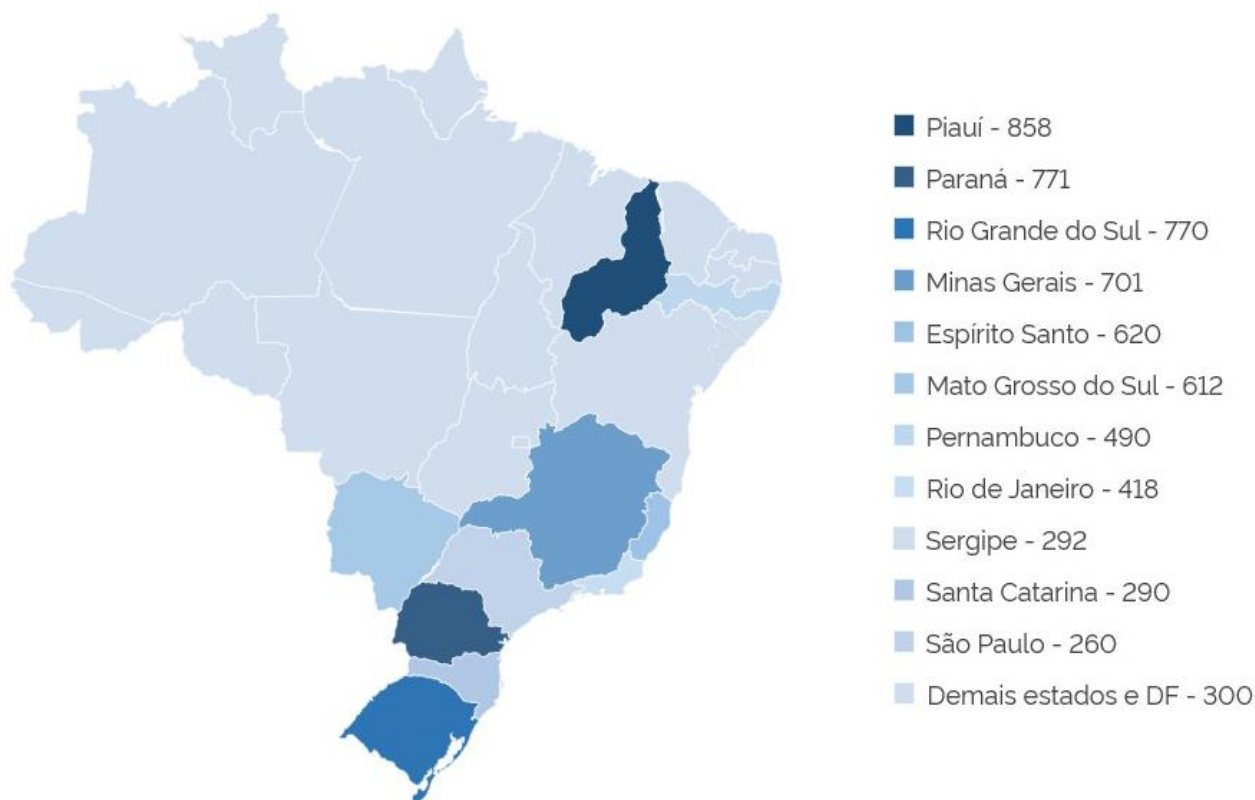 Piauí - 858
Paraná - 771
Rio Grande do Sul - 770
Minas Gerais - 701
Espírito Santo - 620
Mato Grosso do Sul - 612
Pernambuco - 490
Rio de Janeiro - 418
Sergipe - 292
Santa Catarina - 290
São Paulo - 260
Demais estados e DF - 300